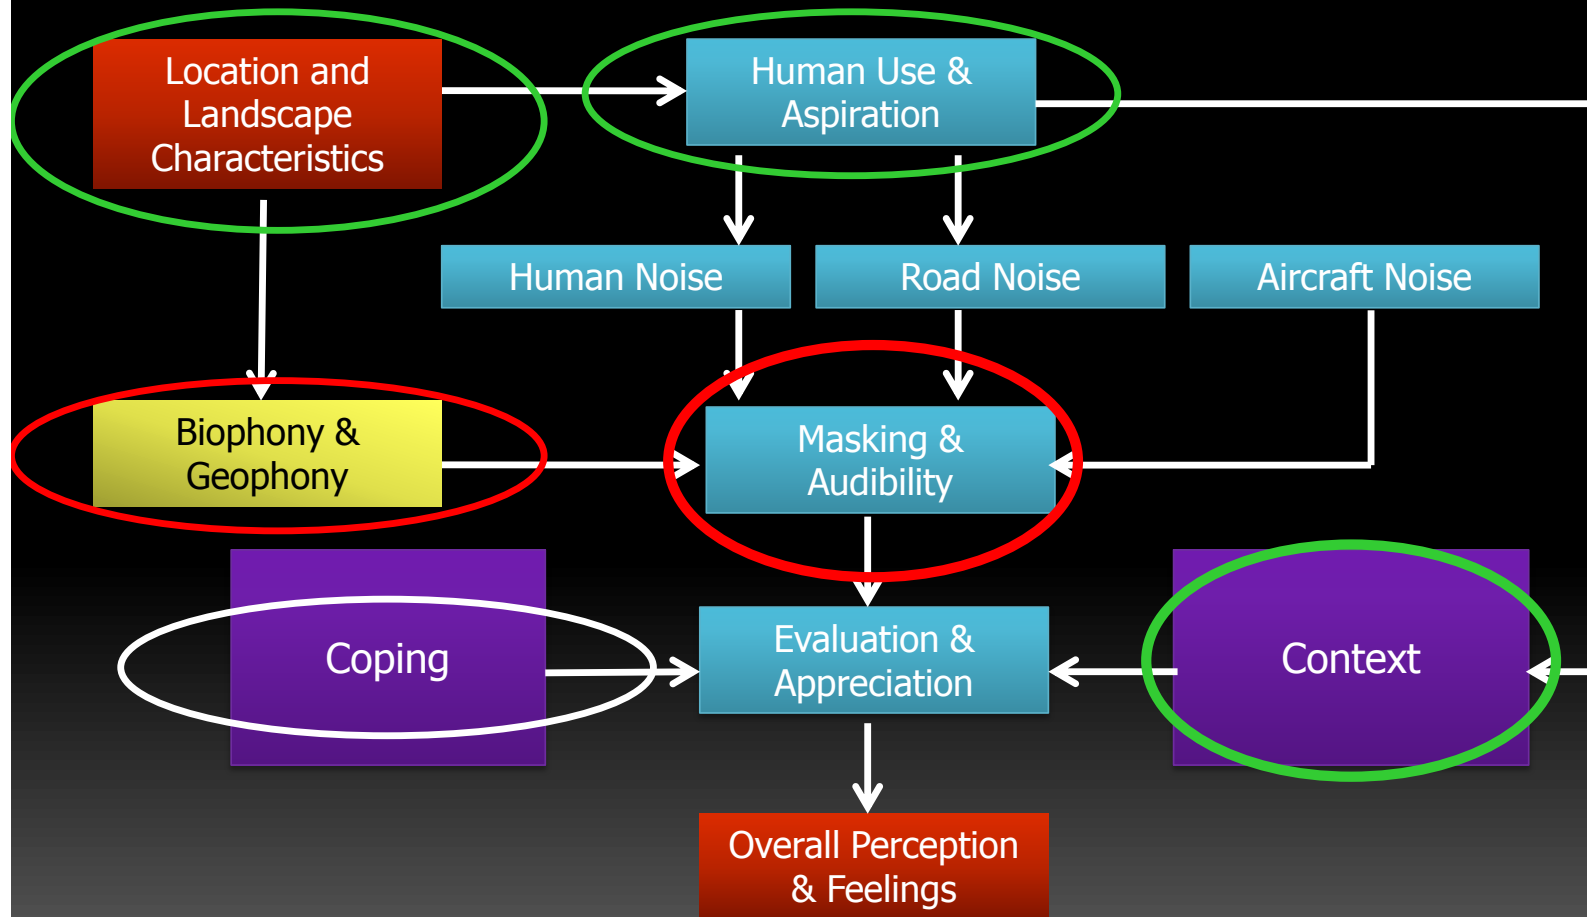 Location and
Landscape
Characteristics
Human Use &
Aspiration
Human Noise
Road Noise
Aircraft Noise
Biophony &
Geophony
Masking &
Audibility
Coping
Evaluation &
Appreciation
Context
Overall Perception
& Feelings